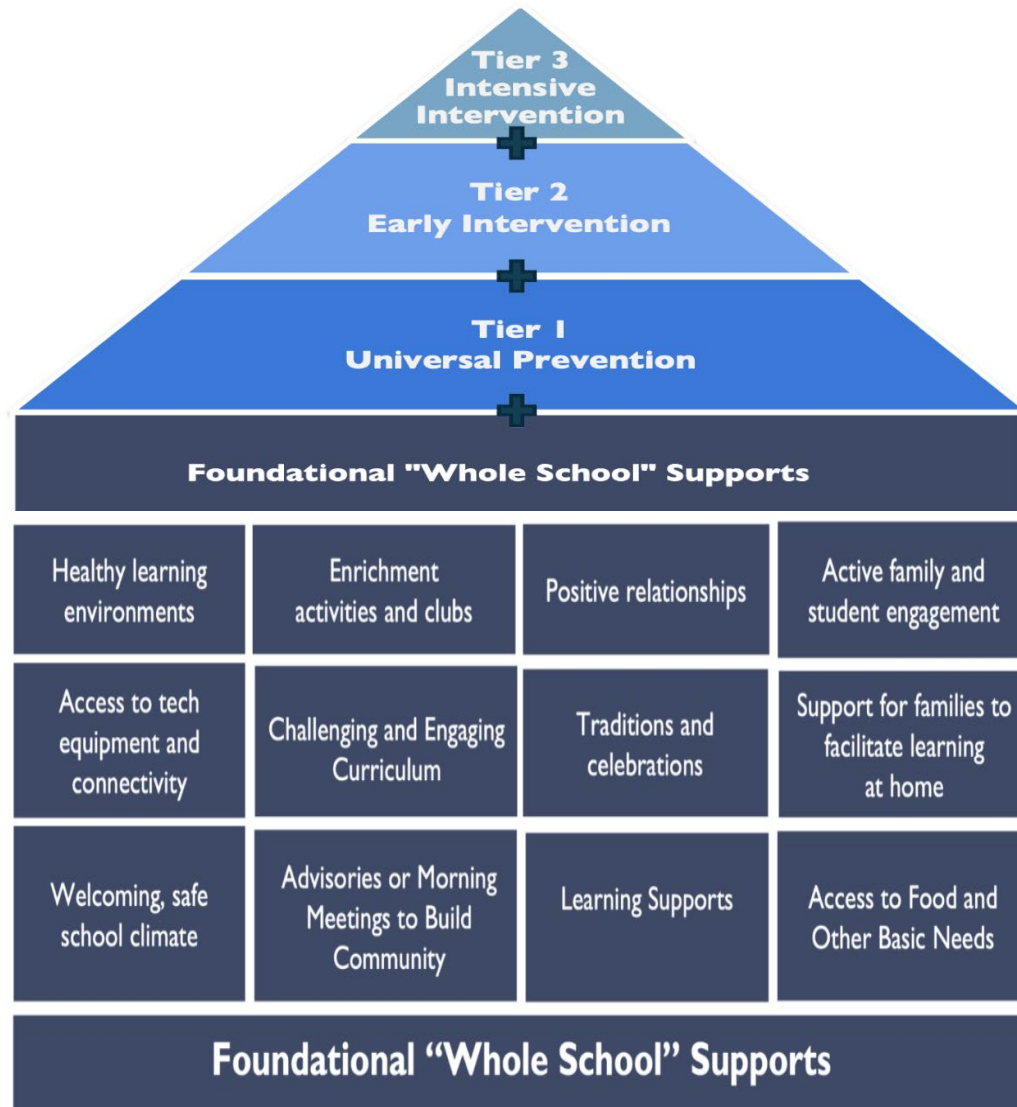 Tier 3
Intensive
Intervention
Tier 2
Early Intervention
Tier 1
Universal Prevention
Foundational "Whole School" Supports
Healthy learning
environments
Enrichment
activities and clubs
Positive relationships
Active family and
student engagement
Access to tech
equipment and
connectivity
Challenging and Engaging
Curriculum
Traditions and
celebrations
Support for families to
facilitate learning
at home
Welcoming, safe
school climate
Advisories or Morning
Meetings to Build
Community
Learning Supports
Access to Food and
Other Basic Needs
Foundational “Whole School” Supports